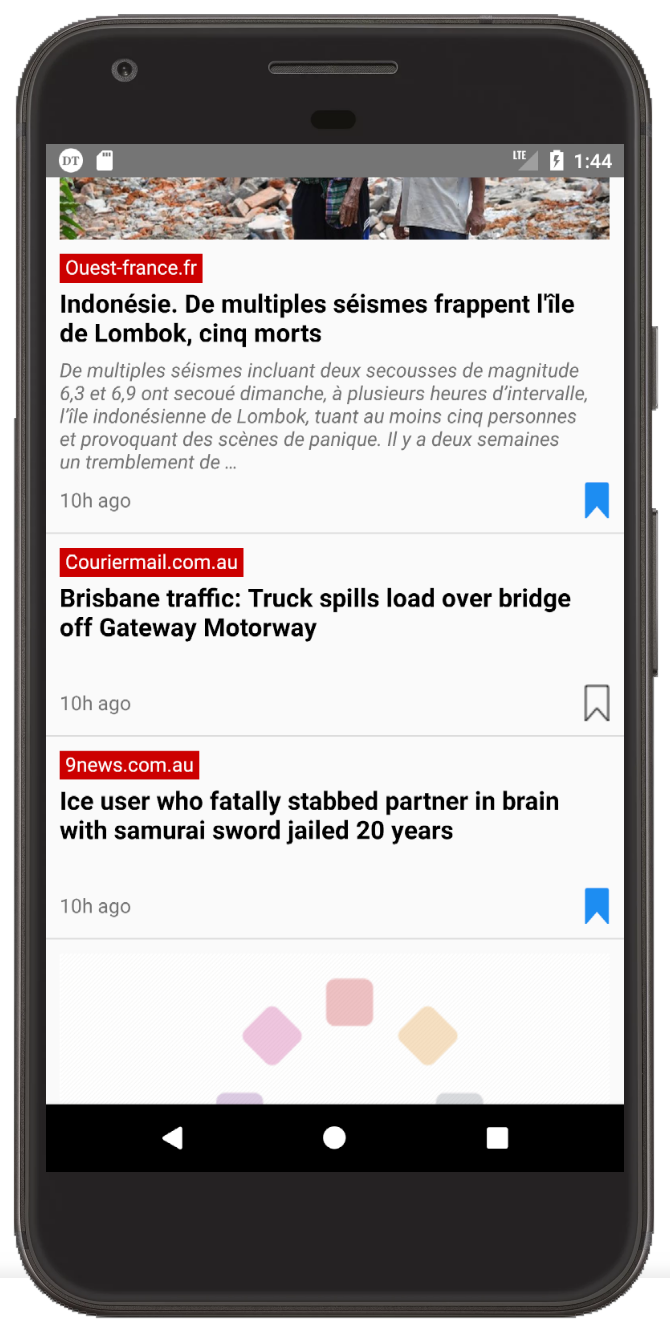 DT
LTE
1:44
Ouest-france.fr
Indonésie. De multiples séismes frappent l'île
de Lombok, cinq morts
De multiples séismes incluant deux secousses de magnitude
6,3 et 6,9 ont secoué dimanche, à plusieurs heures d’intervalle,
l’île indonésienne de Lombok, tuant au moins cinq personnes
et provoquant des scènes de panique. Il y a deux semaines
un tremblement de …
10h ago
Couriermail.com.au
Brisbane traffic: Truck spills load over bridge
off Gateway Motorway
10h ago
9news.com.au
Ice user who fatally stabbed partner in brain
with samurai sword jailed 20 years
10h ago